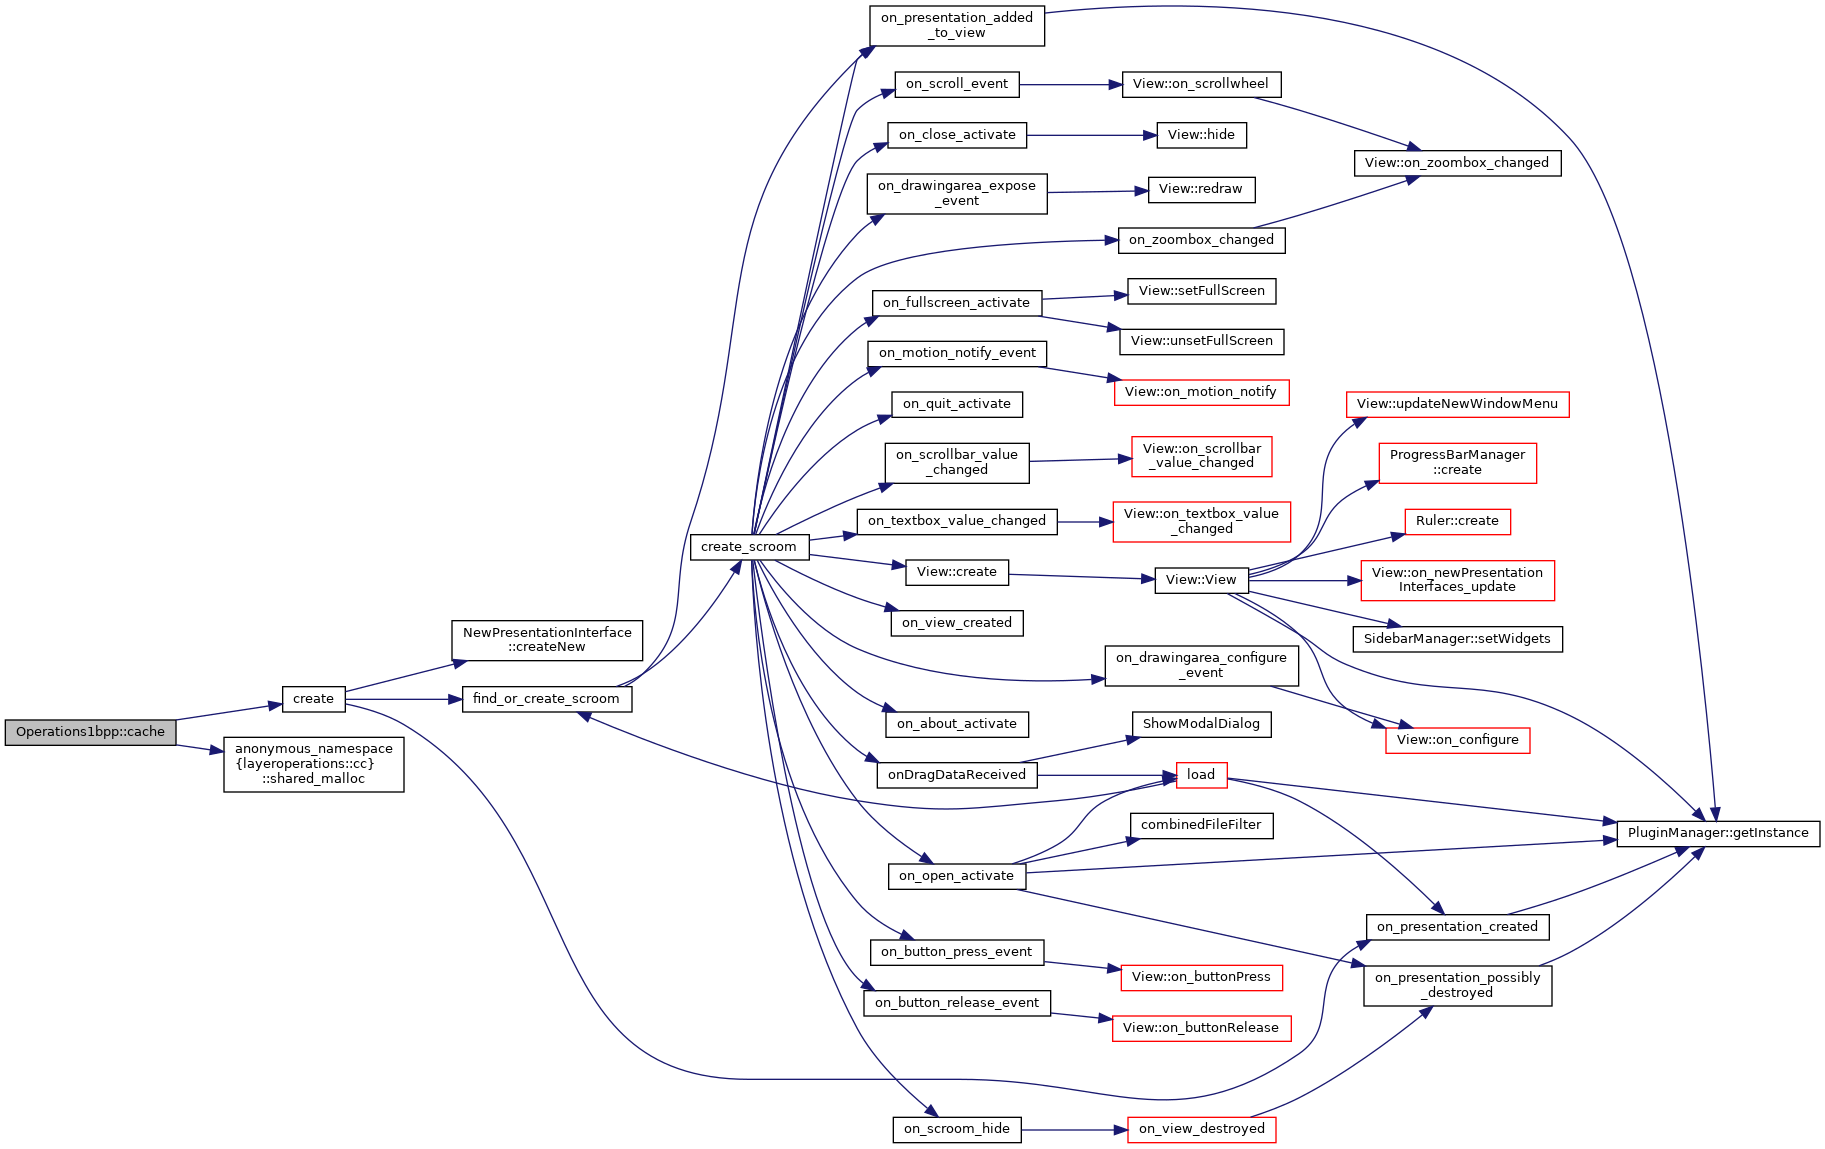 Operations1bpp::cache
create
anonymous_namespace
{layeroperations::cc}
::shared_malloc
NewPresentationInterface
::createNew
find_or_create_scroom
create_scroom
on_presentation_added
_to_view
on_scroll_event
on_close_activate
on_drawingarea_expose
_event
on_zoombox_changed
on_fullscreen_activate
on_motion_notify_event
on_quit_activate
on_scrollbar_value
_changed
on_textbox_value_changed
View::create
on_view_created
on_drawingarea_configure
_event
on_about_activate
onDragDataReceived
on_open_activate
on_button_press_event
on_button_release_event
on_scroom_hide
View::on_scrollwheel
View::hide
View::redraw
View::setFullScreen
View::unsetFullScreen
View::on_motion_notify
View::on_scrollbar
_value_changed
View::on_textbox_value
_changed
View::View
ShowModalDialog
load
combinedFileFilter
View::on_buttonPress
View::on_buttonRelease
on_view_destroyed
View::on_zoombox_changed
View::updateNewWindowMenu
ProgressBarManager
::create
Ruler::create
View::on_newPresentation
Interfaces_update
SidebarManager::setWidgets
View::on_configure
on_presentation_created
on_presentation_possibly
_destroyed
PluginManager::getInstance